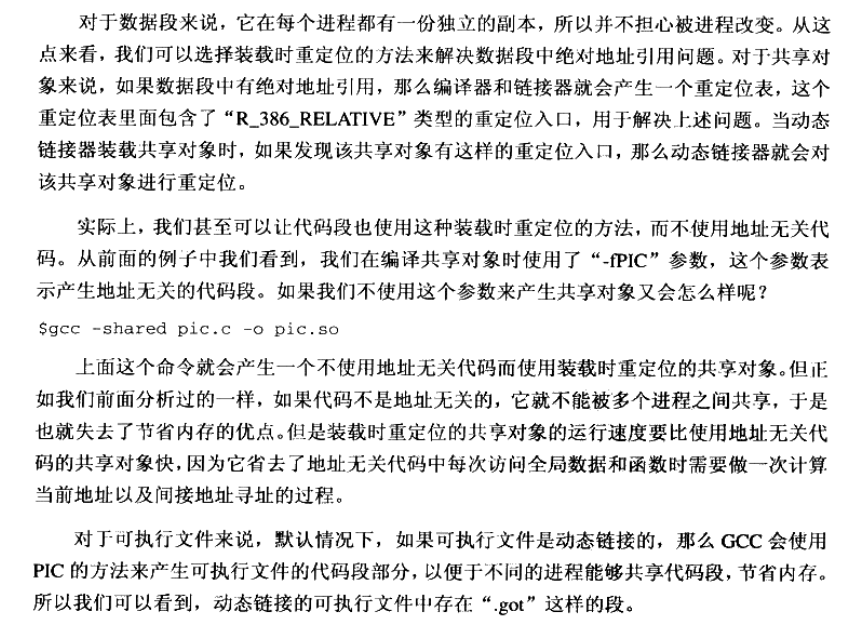 对于数据段来说，它在每个进程都有一份独立的副本，所以并不担心被进程改变。从这
点来看，我们可以选择装载时重定位的方法来解决数据段中绝对地址引用问题。对于共享对
象来说，如果数据段中有绝对地址引用，那么编译器和链接器就会产生一个重定位表，这个
重定位表里面包含了“R_386_RELATIVE”类型的重定位入口，用于解决上述问题。当动态
链接器装载共享对象时，如果发现该共享对象有这样的重定位入口，那么动态链接器就会对
该共享对象进行重定位。
实际上，我们甚至可以让代码段也使用这种装载时重定位的方法，而不使用地址无关代
码。从前面的例子中我们看到，我们在编译共享对象时使用了“-fPIC”参数，这个参数表
示产生地址无关的代码段。如果我们不使用这个参数来产生共享对象又会怎么样呢？
$gcc -shared pic.c -o pic.so
上面这个命令就会产生一个不使用地址无关代码而使用装载时重定位的共享对象。但正
如我们前面分析过的一样，如果代码不是地址无关的，它就不能被多个进程之间共享，于是
也就失去了节省内存的优点。但是装载时重定位的共享对象的运行速度要比使用地址无关代
码的共享对象快，因为它省去了地址无关代码中每次访问全局数据和函数时需要做一次计算
当前地址以及间接地址寻址的过程。
对于可执行文件来说，默认情况下，如果可执行文件是动态链接的，那么 GCC 会使用
PIC 的方法来产生可执行文件的代码段部分，以便于不同的进程能够共享代码段，节省内存。
所以我们可以看到，动态链接的可执行文件中存在“.got”这样的段。